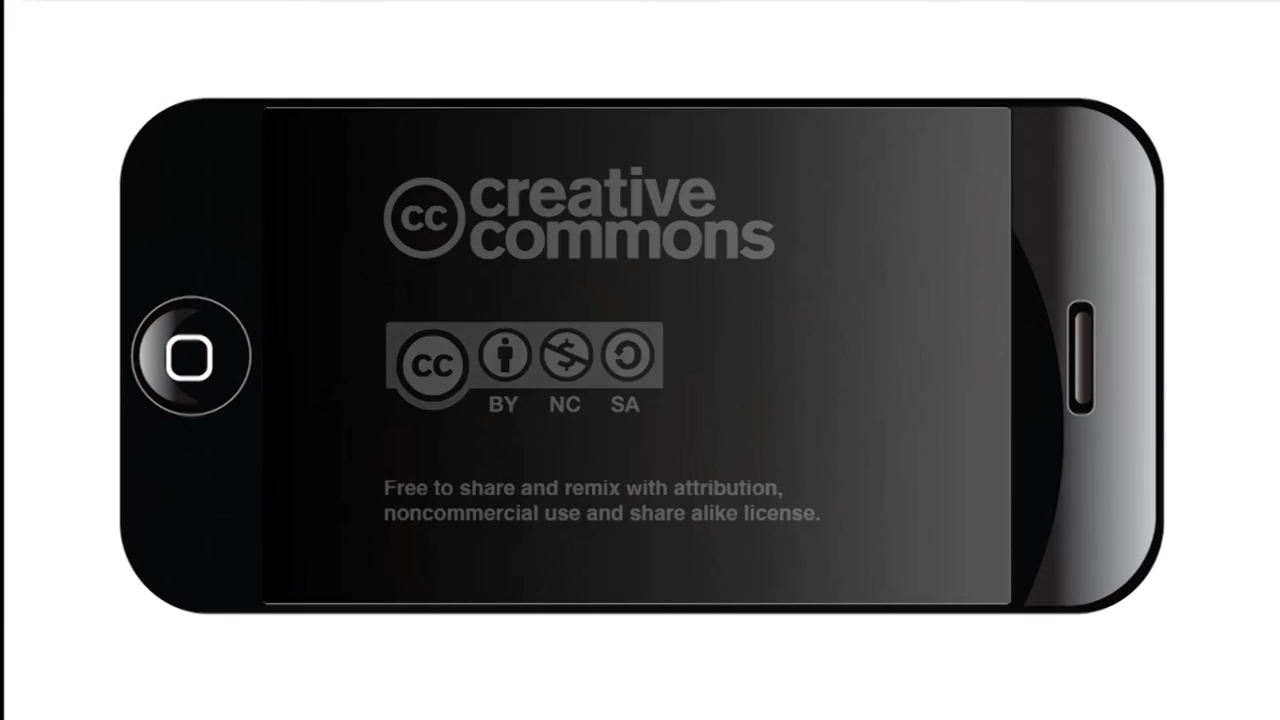 cc creative
commons
cc
BY NC SA
Free to share and remix with attribution,
noncommercial use and share alike license.